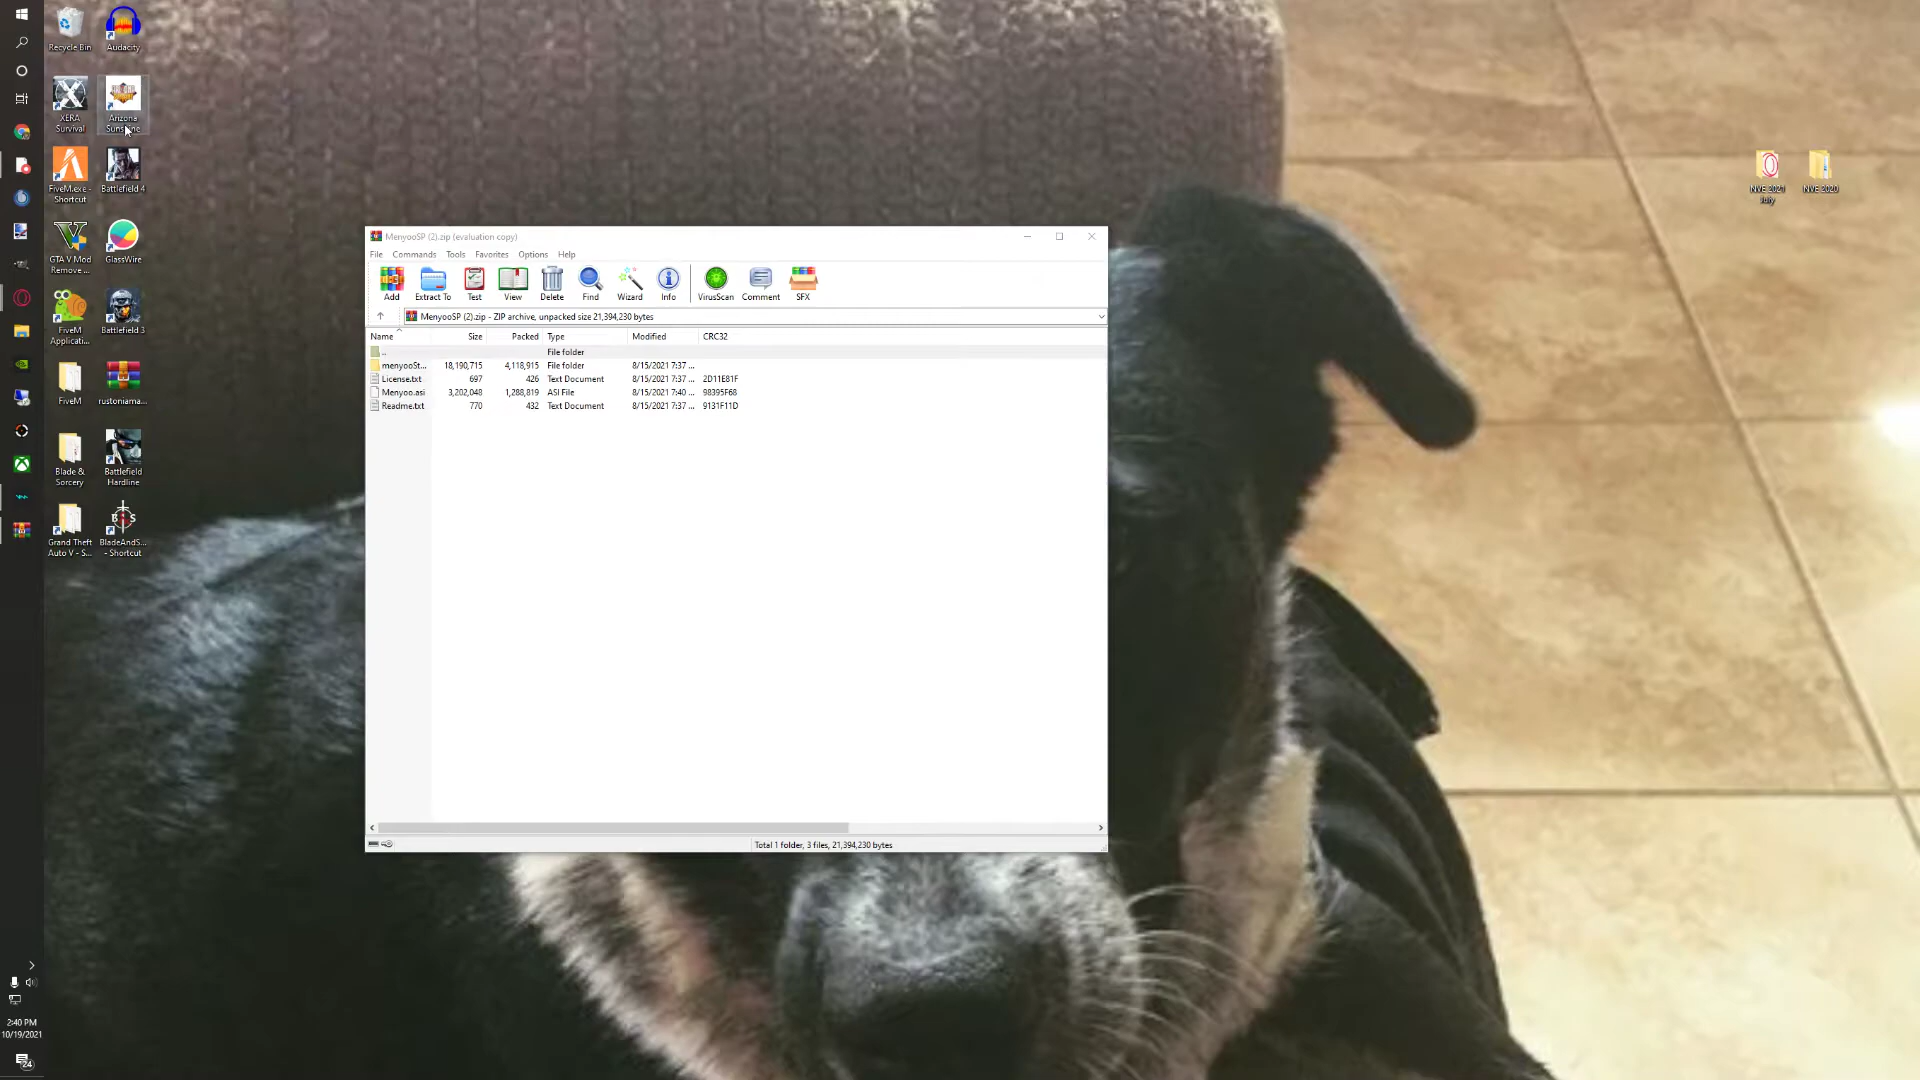 Recycle Bin
Audacity
XERA
Survival
Arizona
Sunshine
FiveM.exe -
Shortcut
Battlefield 4
GTA V Mod
Remove ...
GlassWire
FiveM
Applicati...
Battlefield 3
FiveM
rustoniama...
Blade &
Sorcery
Battlefield
Hardline
Grand Theft
Auto V - S...
BladeAndS...
- Shortcut
NVE 2021
July
NVE 2020
MenyooSP (2).zip (evaluation copy)
File Commands Tools Favorites Options Help
Add Extract To Test View Delete Find Wizard Info VirusScan Comment SFX
MenyooSP (2).zip - ZIP archive, unpacked size 21,394,230 bytes
Name Size Packed Type Modified CRC32
.. File folder
menyooSt... 18,190,715 4,118,915 File folder 8/15/2021 7:37 ...
License.txt 697 426 Text Document 8/15/2021 7:37 ... 2D11E81F
Menyoo.asi 3,202,048 1,288,819 ASI File 8/15/2021 7:40 ... 98395F68
Readme.txt 770 432 Text Document 8/15/2021 7:37 ... 9131F11D
Total 1 folder, 3 files, 21,394,230 bytes
2:40 PM
10/19/2021
24